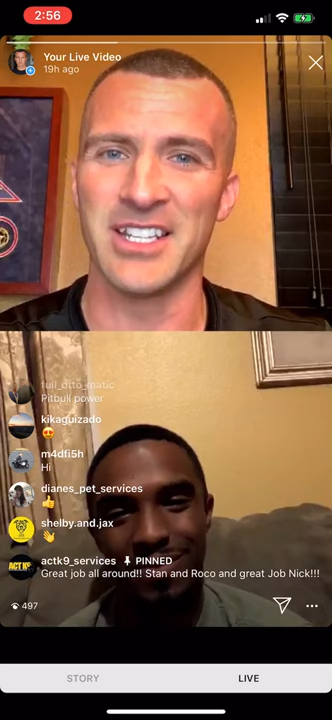 2:56
Your Live Video
19h ago
full_otto_matic
Pitbull power
kikaguizado
😍
m4dfi5h
Hi
dianes_pet_services
👍
shelby.and.jax
👋
actk9_services PINNED
Great job all around!! Stan and Roco and great Job Nick!!!
497
STORY LIVE